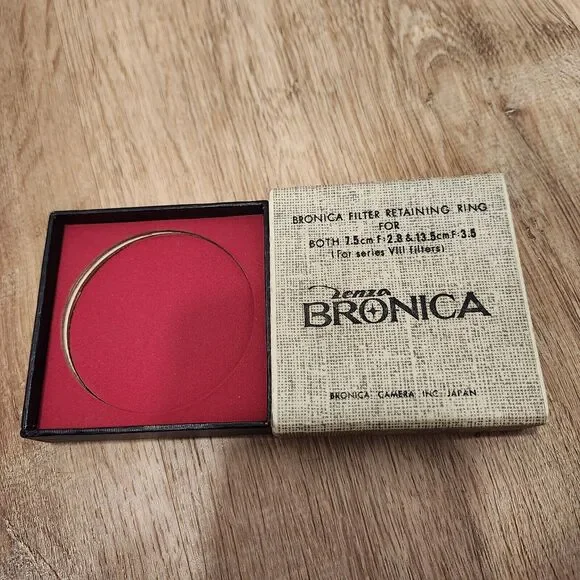 BRONICA FILTER RETAINING RING
FOR
BOTH 7.5cm F·2.8 & 13.5cm F·3.5
(For series VIII filters)
Zenza
BRONICA
BRONICA CAMERA INC. JAPAN